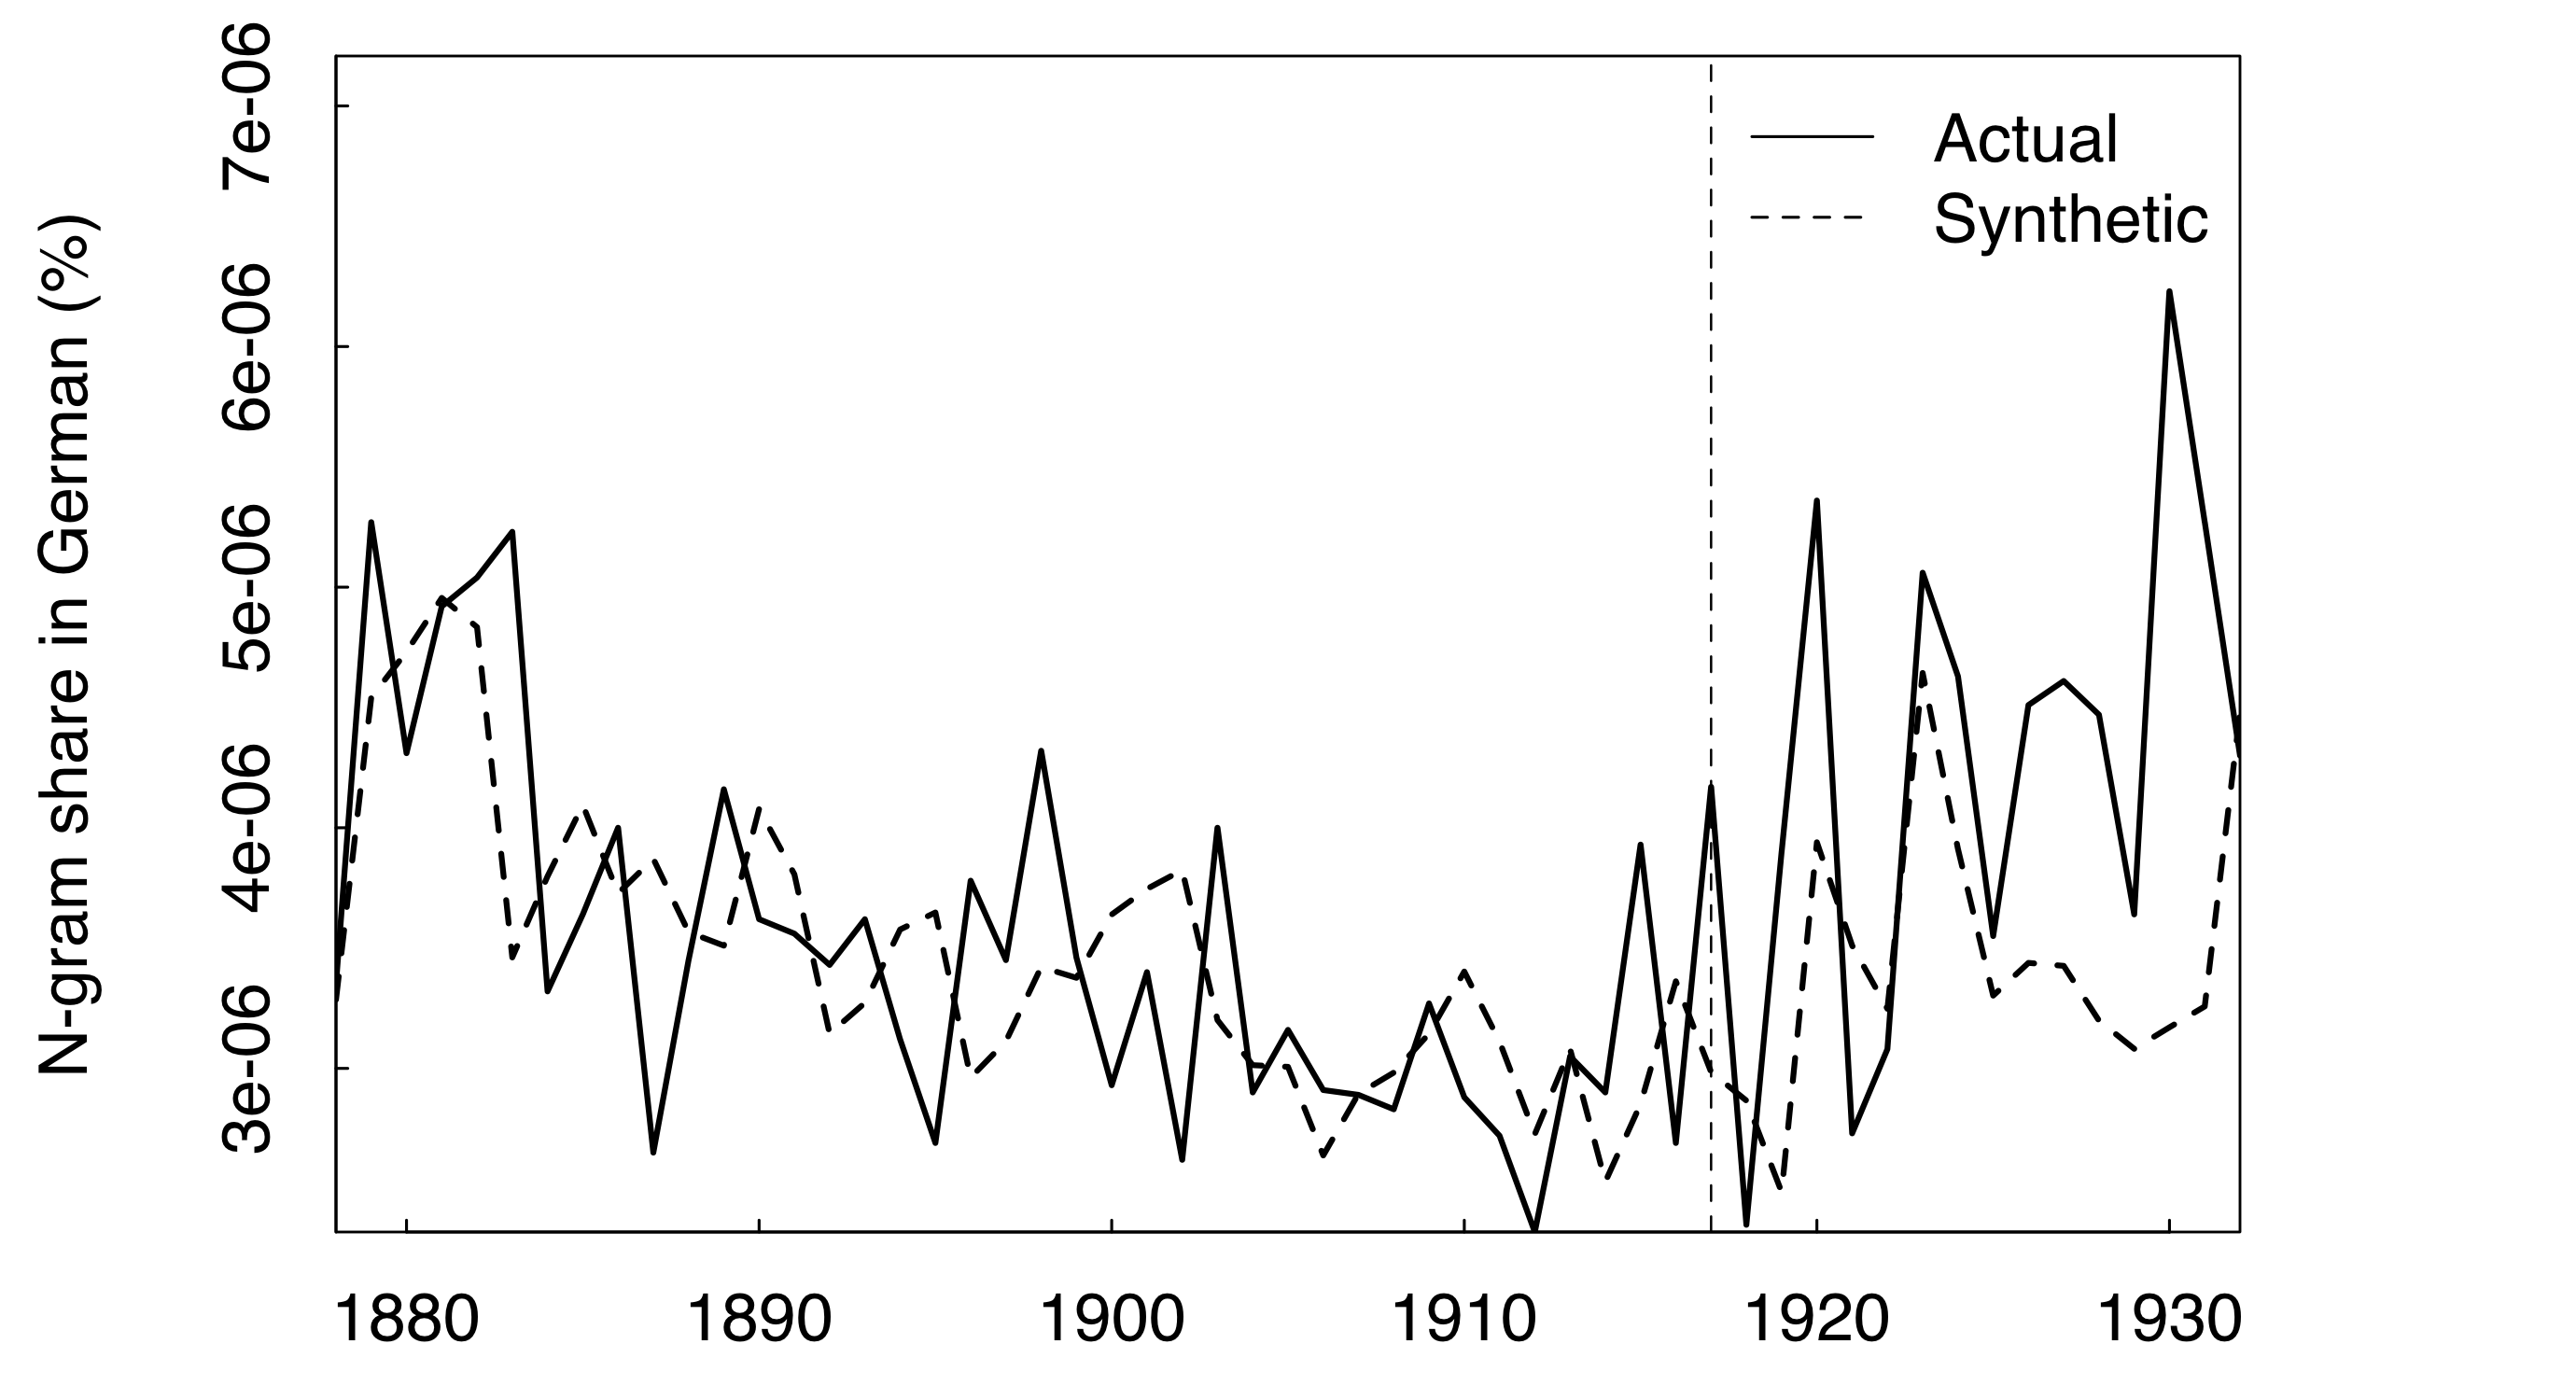 N-gram share in German (%)
7e-06
6e-06
5e-06
4e-06
3e-06
Actual
Synthetic
1880 1890 1900 1910 1920 1930